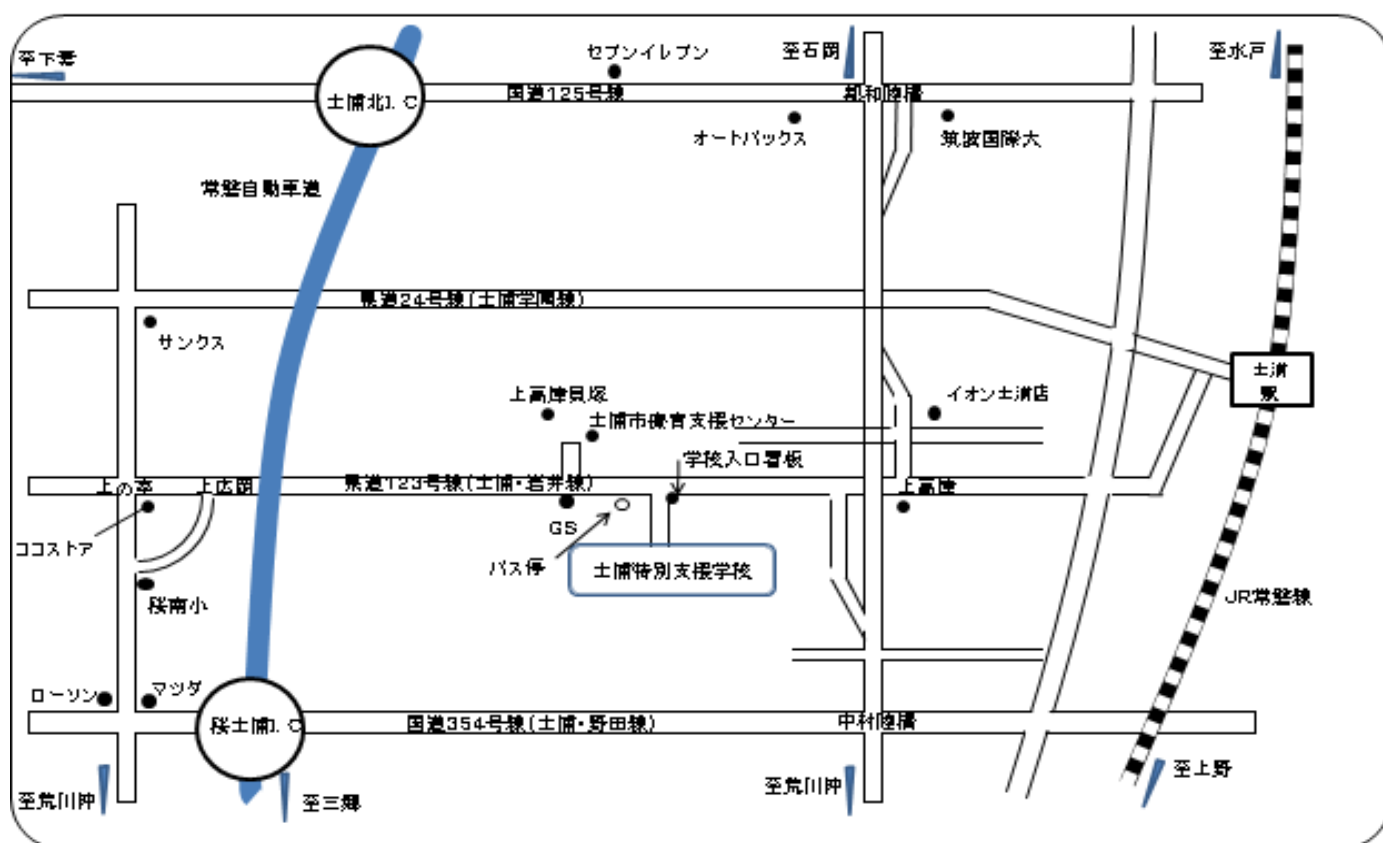 至下妻
セブンイレブン
至石岡
至水戸
土浦北I.C
国道125号線
紀和陸橋
オートバックス
筑波国際大
常磐自動車道
県道24号線(土浦学園線)
サンクス
土浦
駅
上高津貝塚
イオン土浦店
土浦市療育支援センター
学校入口看板
上の室
上広岡
県道123号線(土浦・岩井線)
上高津
GS
ココストア
バス停
土浦特別支援学校
桜南小
JR常磐線
ローソン
マツダ
桜土浦I.C
国道354号線(土浦・野田線)
中村陸橋
至荒川沖
至三郷
至荒川沖
至上野